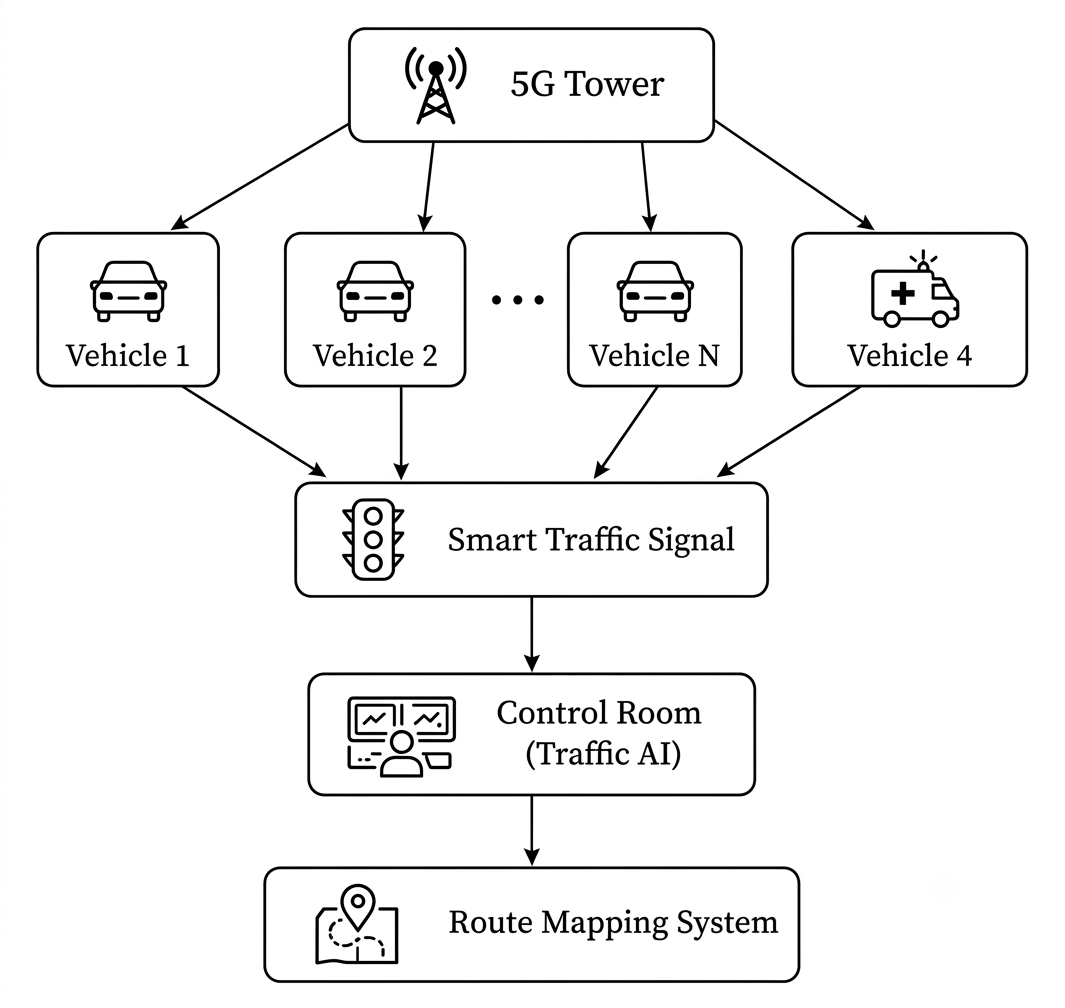 5G Tower
Vehicle 1
Vehicle 2
...
Vehicle N
Vehicle 4
Smart Traffic Signal
Control Room
(Traffic AI)
Route Mapping System